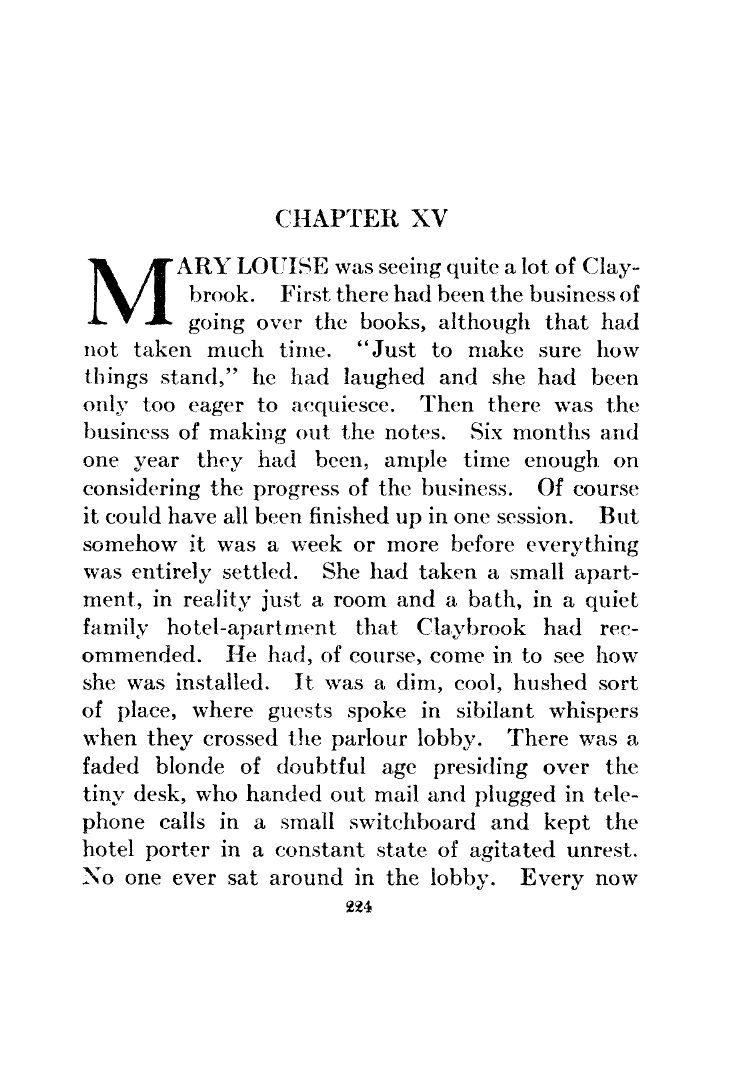 CHAPTER XV
MARY LOUISE was seeing quite a lot of Clay-
brook. First there had been the business of
going over the books, although that had
not taken much time. “Just to make sure how
things stand,” he had laughed and she had been
only too eager to acquiesce. Then there was the
business of making out the notes. Six months and
one year they had been, ample time enough on
considering the progress of the business. Of course
it could have all been finished up in one session. But
somehow it was a week or more before everything
was entirely settled. She had taken a small apart-
ment, in reality just a room and a bath, in a quiet
family hotel-apartment that Claybrook had rec-
ommended. He had, of course, come in to see how
she was installed. It was a dim, cool, hushed sort
of place, where guests spoke in sibilant whispers
when they crossed the parlour lobby. There was a
faded blonde of doubtful age presiding over the
tiny desk, who handed out mail and plugged in tele-
phone calls in a small switchboard and kept the
hotel porter in a constant state of agitated unrest.
No one ever sat around in the lobby. Every now
224